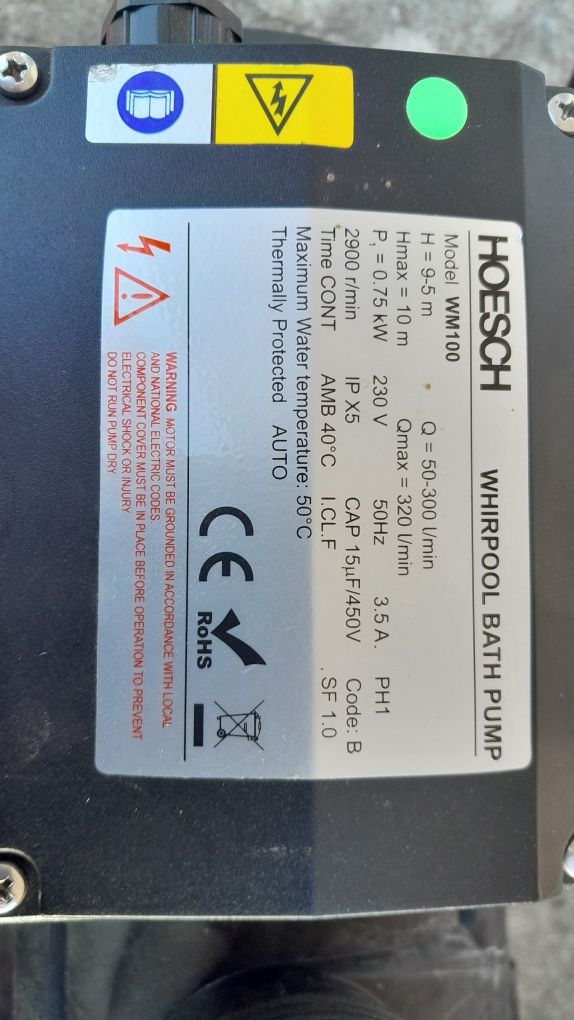 HOESCH WHIRPOOL BATH PUMP
Model WM100
H = 9-5 m Q = 50-300 l/min
Hmax = 10 m Qmax = 320 l/min
P₁ = 0.75 kW 230 V 50Hz 3.5 A. PH1
2900 r/min IP X5 CAP 15µF/450V Code: B
Time CONT AMB 40°C I.CL.F . SF 1.0
Maximum Water temperature: 50°C
Thermally Protected AUTO
CE RoHS
WARNING MOTOR MUST BE GROUNDED IN ACCORDANCE WITH LOCAL
AND NATIONAL ELECTRIC CODES.
COMPONENT COVER MUST BE IN PLACE BEFORE OPERATION TO PREVENT
ELECTRICAL SHOCK OR INJURY
DO NOT RUN PUMP DRY